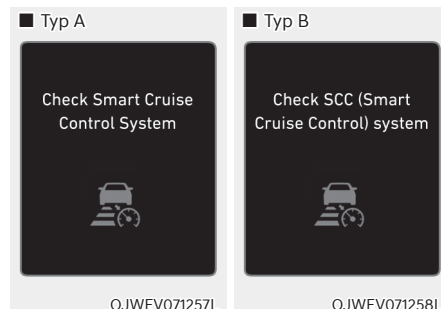 ■ Typ A
Check Smart Cruise
Control System
OJWEV071257L
■ Typ B
Check SCC (Smart
Cruise Control) system
OJWEV071258L